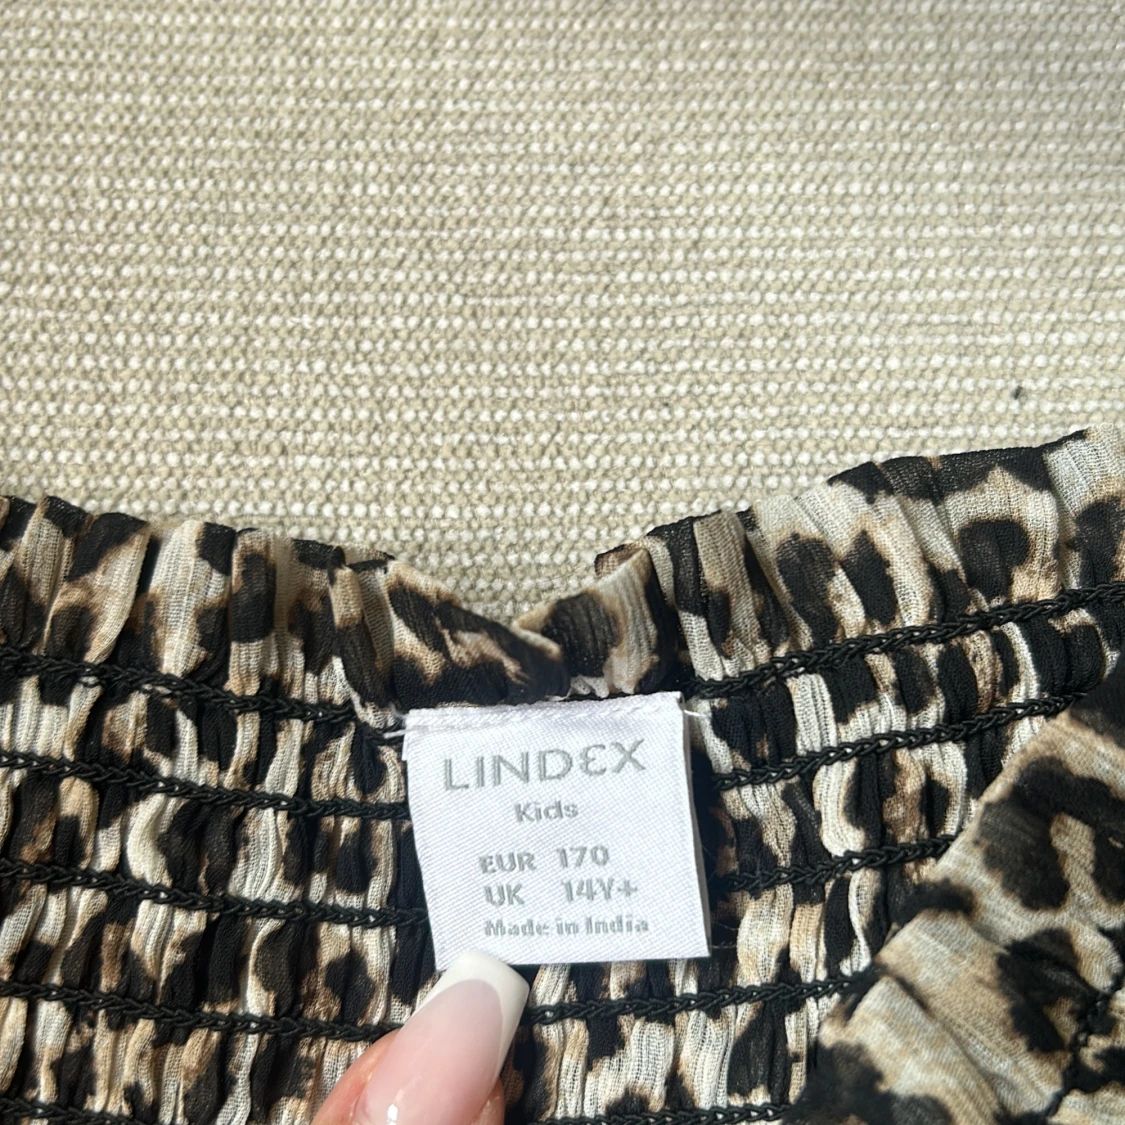 LINDEX
Kids
EUR 170
UK 14Y+
Made in India